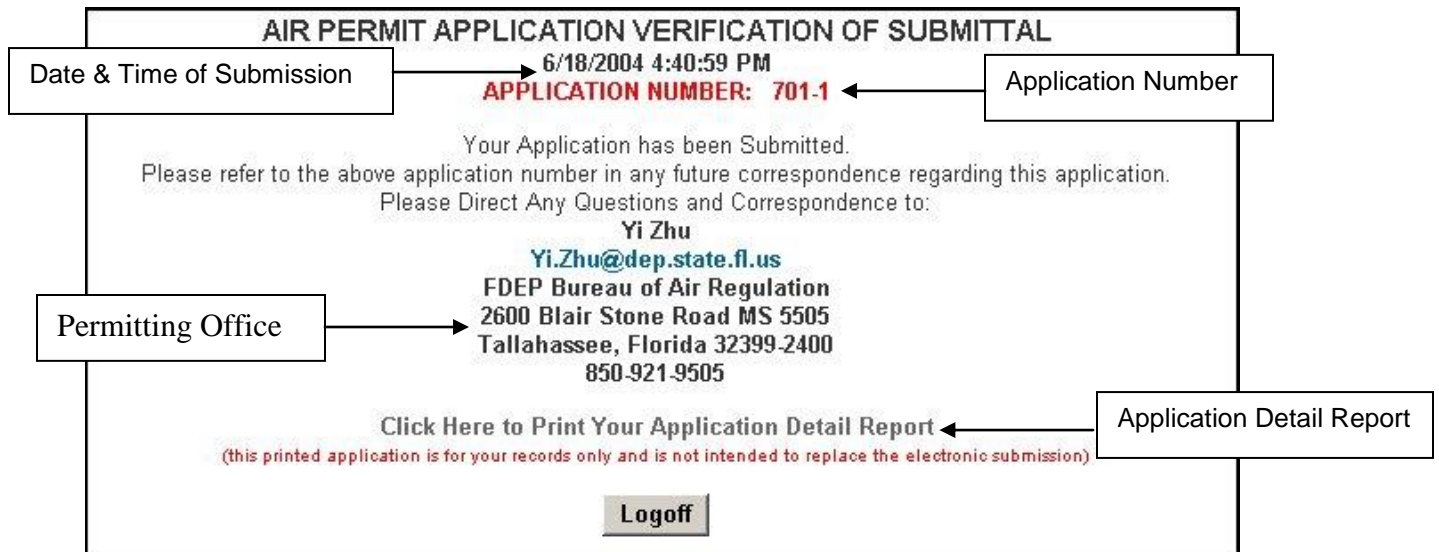 AIR PERMIT APPLICATION VERIFICATION OF SUBMITTAL
Date & Time of Submission
6/18/2004 4:40:59 PM
APPLICATION NUMBER: 701-1
Application Number
Your Application has been Submitted.
Please refer to the above application number in any future correspondence regarding this application.
Please Direct Any Questions and Correspondence to:
Yi Zhu
Yi.Zhu@dep.state.fl.us
FDEP Bureau of Air Regulation
Permitting Office
2600 Blair Stone Road MS 5505
Tallahassee, Florida 32399-2400
850-921-9505
Click Here to Print Your Application Detail Report
Application Detail Report
(this printed application is for your records only and is not intended to replace the electronic submission)
Logoff